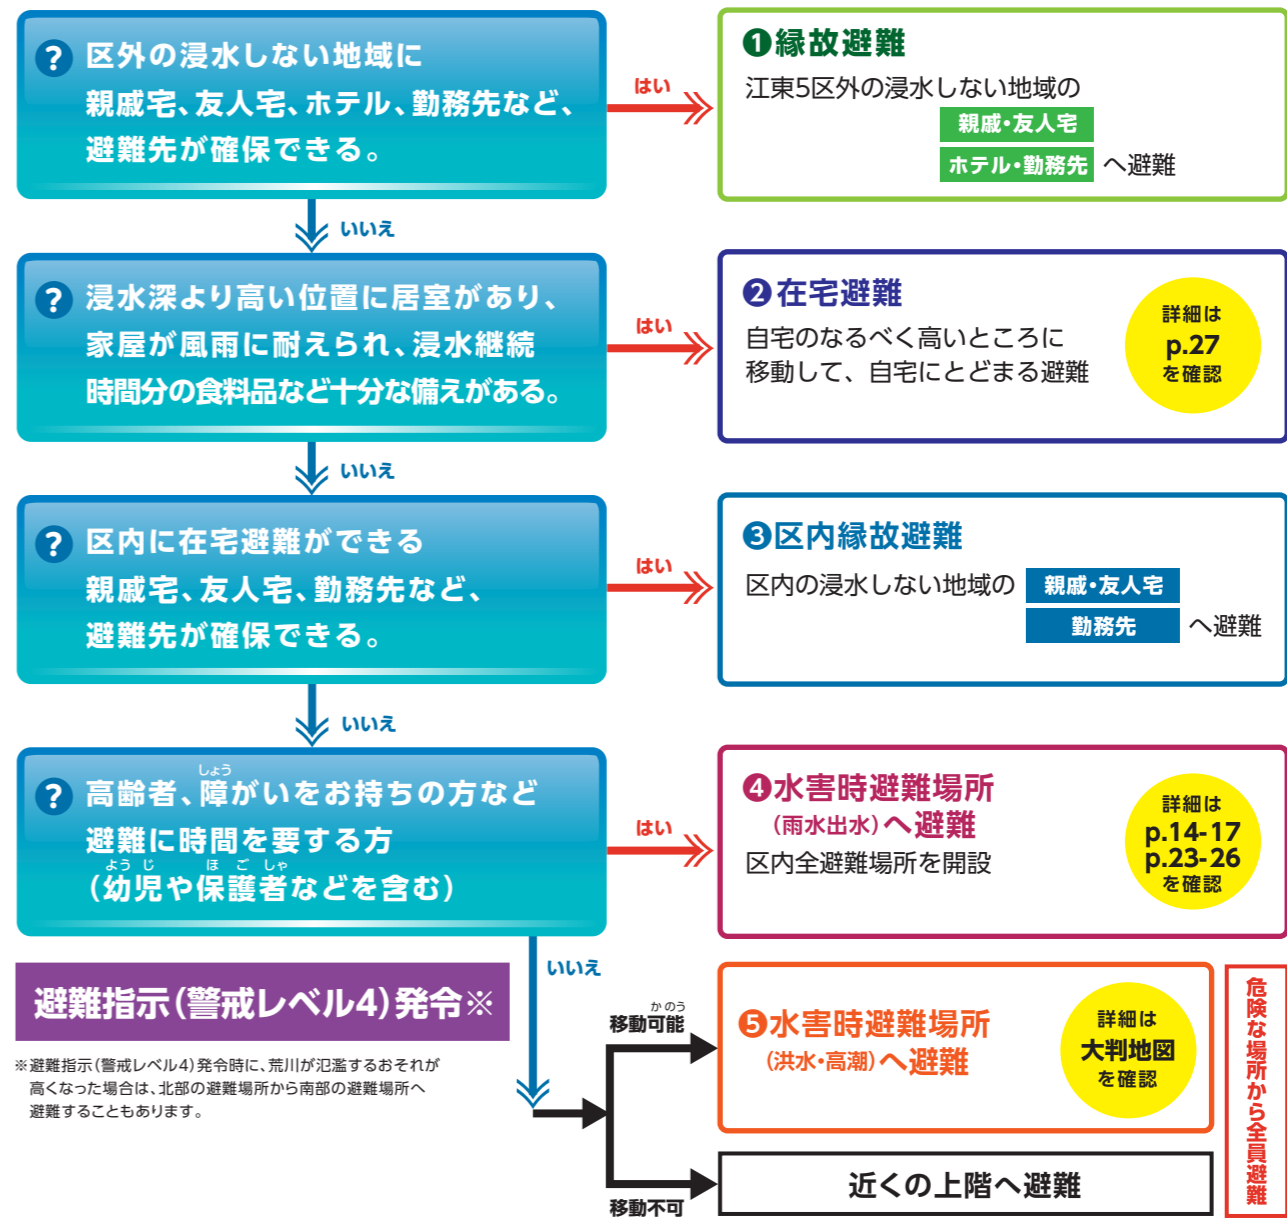 ? 区外の浸水しない地域に
親戚宅、友人宅、ホテル、勤務先など、
避難先が確保できる。
はい
❶縁故避難
江東5区外の浸水しない地域の
親戚・友人宅
ホテル・勤務先 へ避難
いいえ
? 浸水深より高い位置に居室があり、
家屋が風雨に耐えられ、浸水継続
時間分の食料品など十分な備えがある。
はい
❷在宅避難
自宅のなるべく高いところに
移動して、自宅にとどまる避難
詳細は
p.27
を確認
いいえ
? 区内に在宅避難ができる
親戚宅、友人宅、勤務先など、
避難先が確保できる。
はい
❸区内縁故避難
区内の浸水しない地域の 親戚・友人宅
勤務先 へ避難
いいえ
しょう
? 高齢者、障がいをお持ちの方など
避難に時間を要する方
ようじ ほごしゃ
(幼児や保護者などを含む)
はい
❹水害時避難場所
(雨水出水)へ避難
区内全避難場所を開設
詳細は
p.14-17
p.23-26
を確認
いいえ
避難指示(警戒レベル4)発令※
※避難指示(警戒レベル4)発令時に、荒川が氾濫するおそれが
高くなった場合は、北部の避難場所から南部の避難場所へ
避難することもあります。
かのう
移動可能
❺水害時避難場所
(洪水・高潮)へ避難
詳細は
大判地図
を確認
移動不可
近くの上階へ避難
危険な場所から全員避難